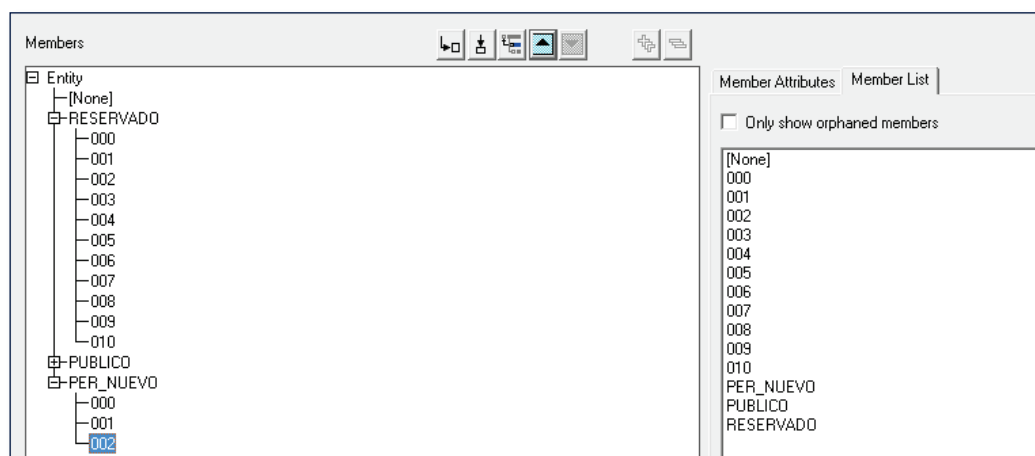 Members
Entity
[None]
RESERVADO
000
001
002
003
004
005
006
007
008
009
010
PUBLICO
PER_NUEVO
000
001
002
Member Attributes
Member List
Only show orphaned members
[None]
000
001
002
003
004
005
006
007
008
009
010
PER_NUEVO
PUBLICO
RESERVADO